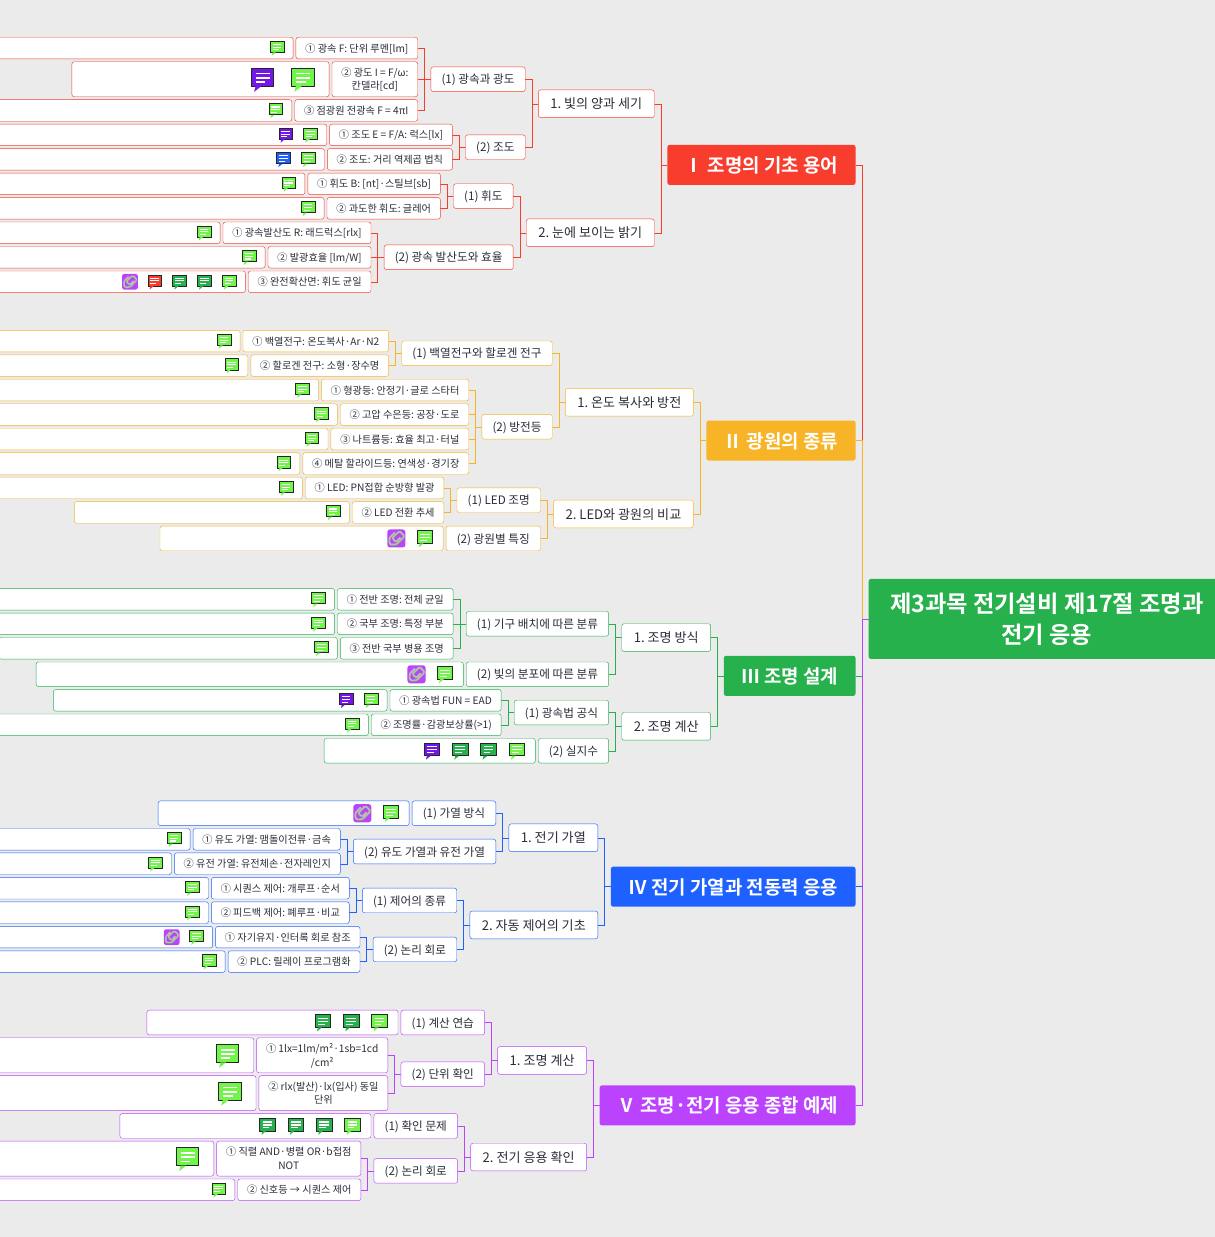 제3과목 전기설비 제17절 조명과
전기 응용
Ⅰ 조명의 기초 용어
1. 빛의 양과 세기
(1) 광속과 광도
① 광속 F: 단위 루멘[lm]
② 광도 I = F/ω:
칸델라[cd]
③ 점광원 전광속 F = 4πI
(2) 조도
① 조도 E = F/A: 럭스[lx]
② 조도: 거리 역제곱 법칙
2. 눈에 보이는 밝기
(1) 휘도
① 휘도 B: [nt]·스틸브[sb]
② 과도한 휘도: 글레어
(2) 광속 발산도와 효율
① 광속발산도 R: 래드럭스[rlx]
② 발광효율 [lm/W]
③ 완전확산면: 휘도 균일
Ⅱ 광원의 종류
1. 온도 복사와 방전
(1) 백열전구와 할로겐 전구
① 백열전구: 온도복사·Ar·N2
② 할로겐 전구: 소형·장수명
(2) 방전등
① 형광등: 안정기·글로 스타터
② 고압 수은등: 공장·도로
③ 나트륨등: 효율 최고·터널
④ 메탈 할라이드등: 연색성·경기장
2. LED와 광원의 비교
(1) LED 조명
① LED: PN접합 순방향 발광
② LED 전환 추세
(2) 광원별 특징
Ⅲ 조명 설계
1. 조명 방식
(1) 기구 배치에 따른 분류
① 전반 조명: 전체 균일
② 국부 조명: 특정 부분
③ 전반 국부 병용 조명
(2) 빛의 분포에 따른 분류
2. 조명 계산
(1) 광속법 공식
① 광속법 FUN = EAD
② 조명률·감광보상률(>1)
(2) 실지수
Ⅳ 전기 가열과 전동력 응용
1. 전기 가열
(1) 가열 방식
(2) 유도 가열과 유전 가열
① 유도 가열: 맴돌이전류·금속
② 유전 가열: 유전체손·전자레인지
2. 자동 제어의 기초
(1) 제어의 종류
① 시퀀스 제어: 개루프·순서
② 피드백 제어: 폐루프·비교
(2) 논리 회로
① 자기유지·인터록 회로 참조
② PLC: 릴레이 프로그램화
Ⅴ 조명·전기 응용 종합 예제
1. 조명 계산
(1) 계산 연습
(2) 단위 확인
① 1lx=1lm/m²·1sb=1cd
/cm²
② rlx(발산)·lx(입사) 동일
단위
2. 전기 응용 확인
(1) 확인 문제
(2) 논리 회로
① 직렬 AND·병렬 OR·b접점
NOT
② 신호등 → 시퀀스 제어